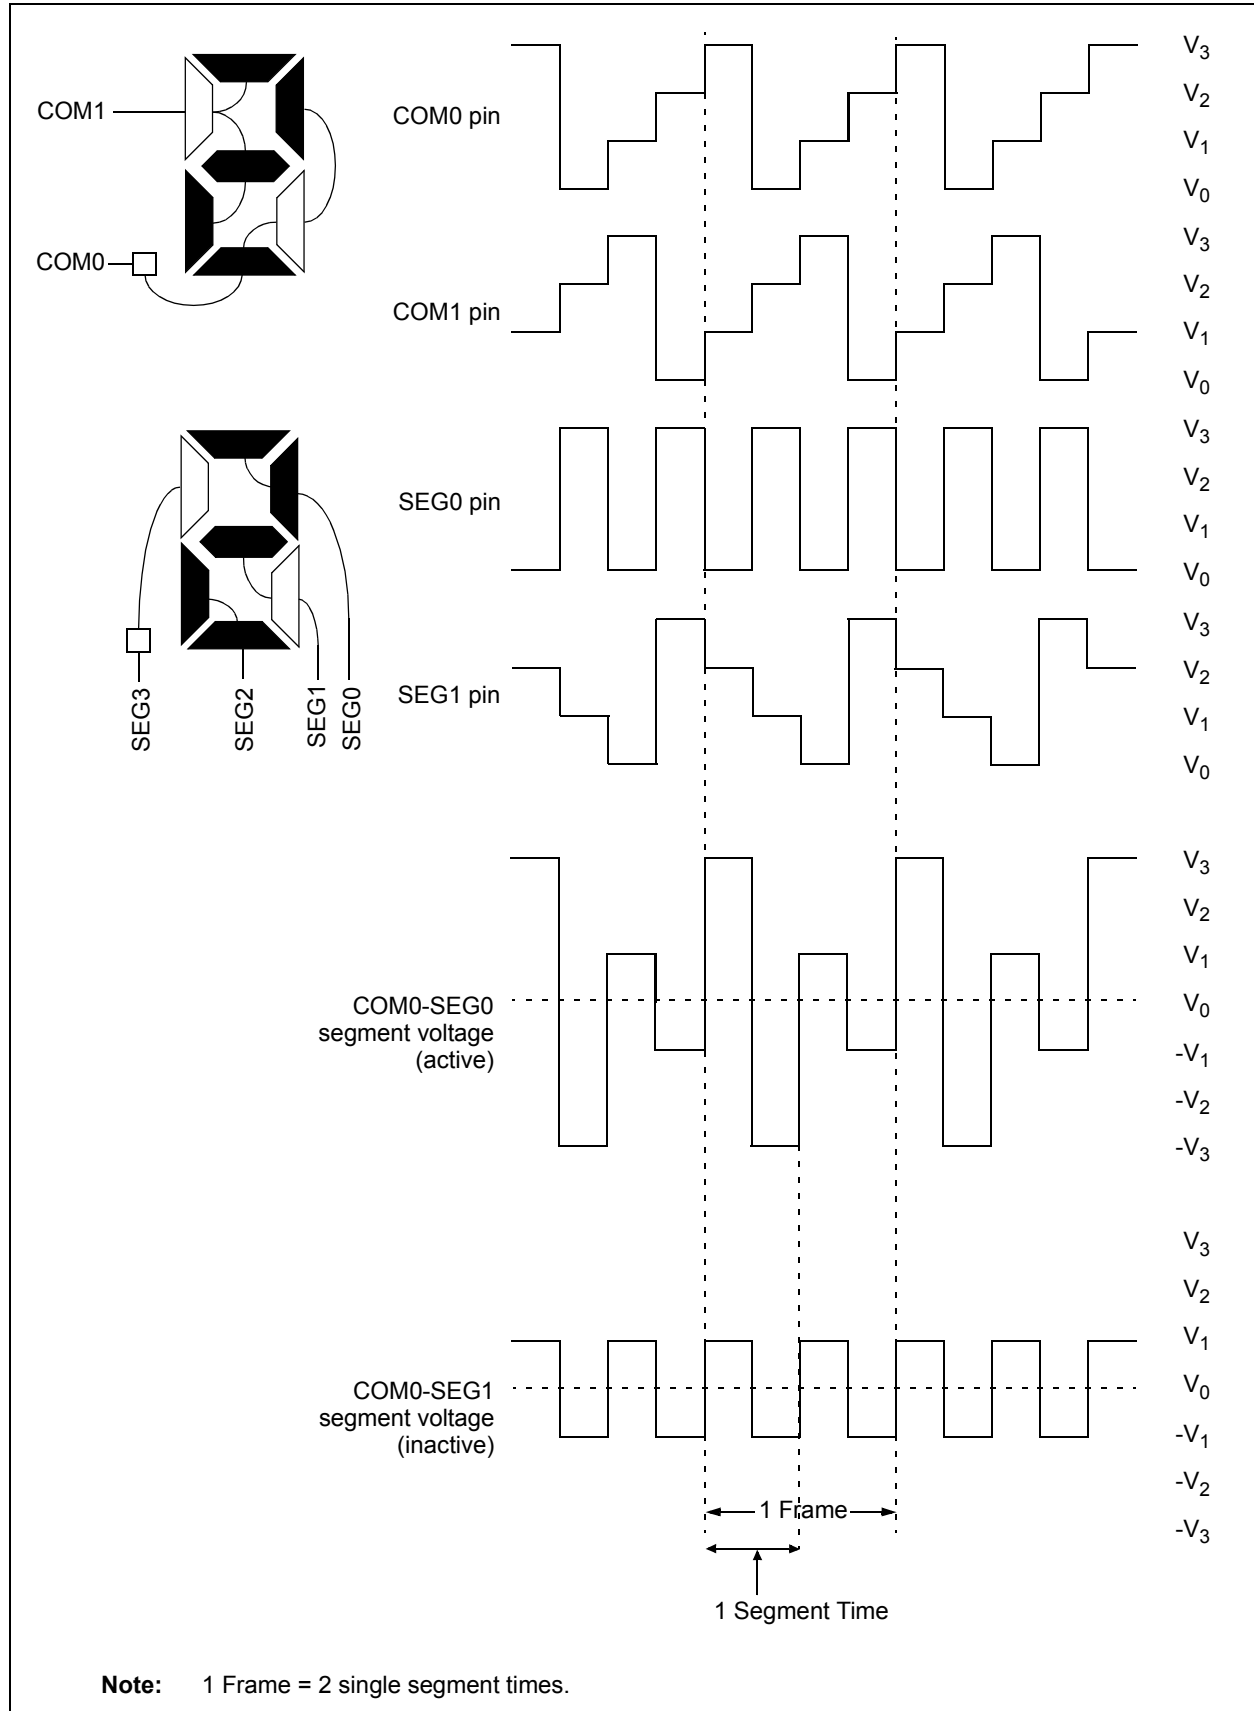 COM1
COM0
SEG3
SEG2
SEG1
SEG0
COM0 pin
V3
V2
V1
V0
COM1 pin
V3
V2
V1
V0
SEG0 pin
V3
V2
V1
V0
SEG1 pin
V3
V2
V1
V0
COM0-SEG0
segment voltage
(active)
V3
V2
V1
V0
-V1
-V2
-V3
COM0-SEG1
segment voltage
(inactive)
V3
V2
V1
V0
-V1
-V2
-V3
1 Frame
1 Segment Time
Note: 1 Frame = 2 single segment times.